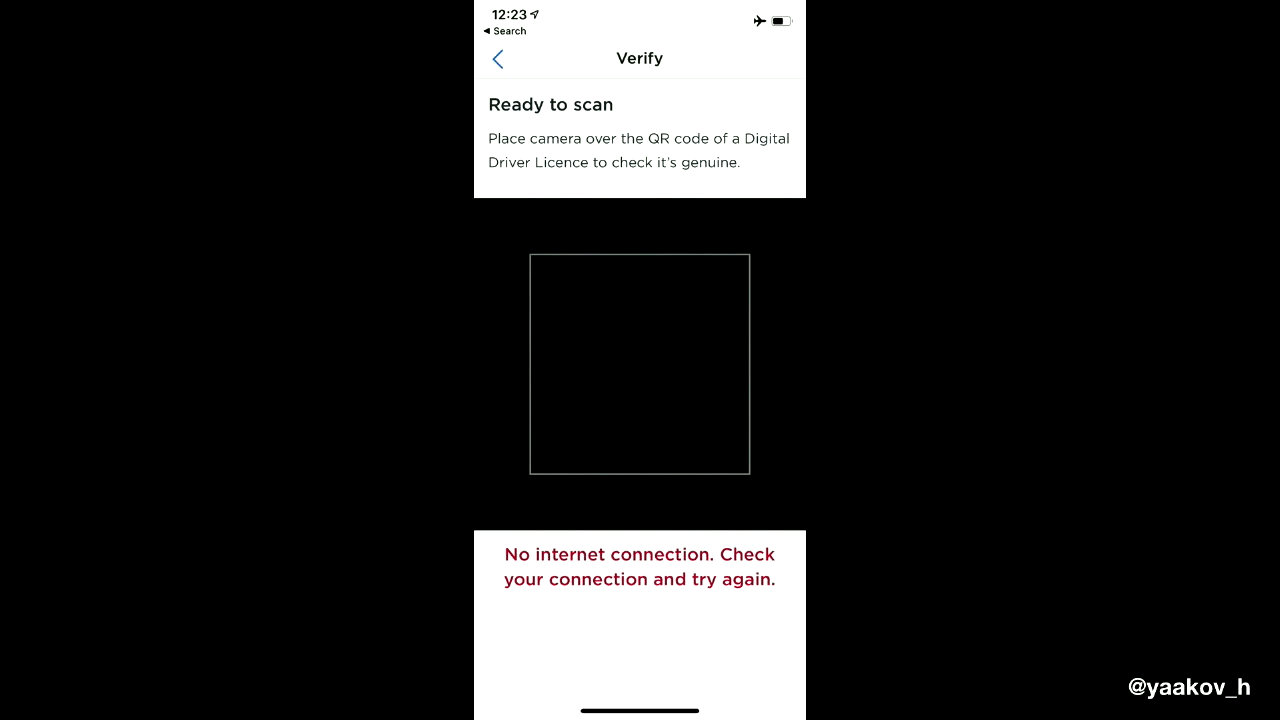 12:23
Search
Verify
Ready to scan
Place camera over the QR code of a Digital
Driver Licence to check it's genuine.
No internet connection. Check
your connection and try again.
@yaakov_h